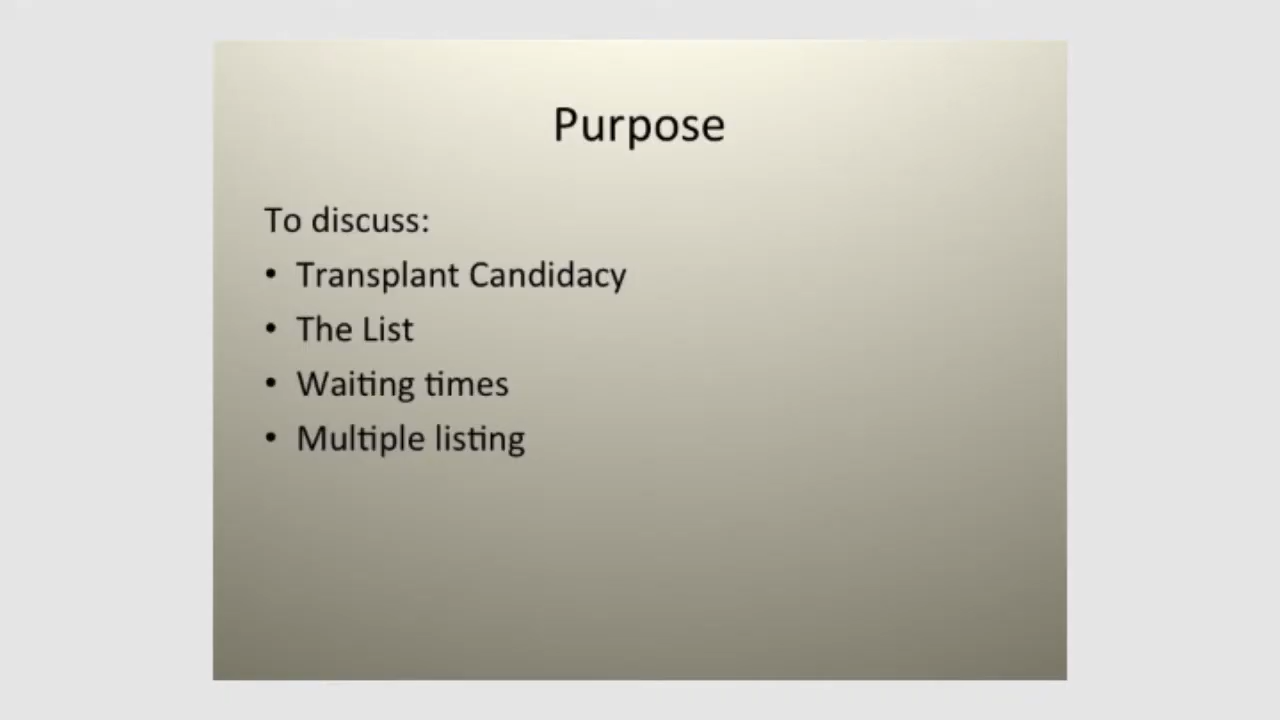 Purpose
To discuss:
• Transplant Candidacy
• The List
• Waiting times
• Multiple listing